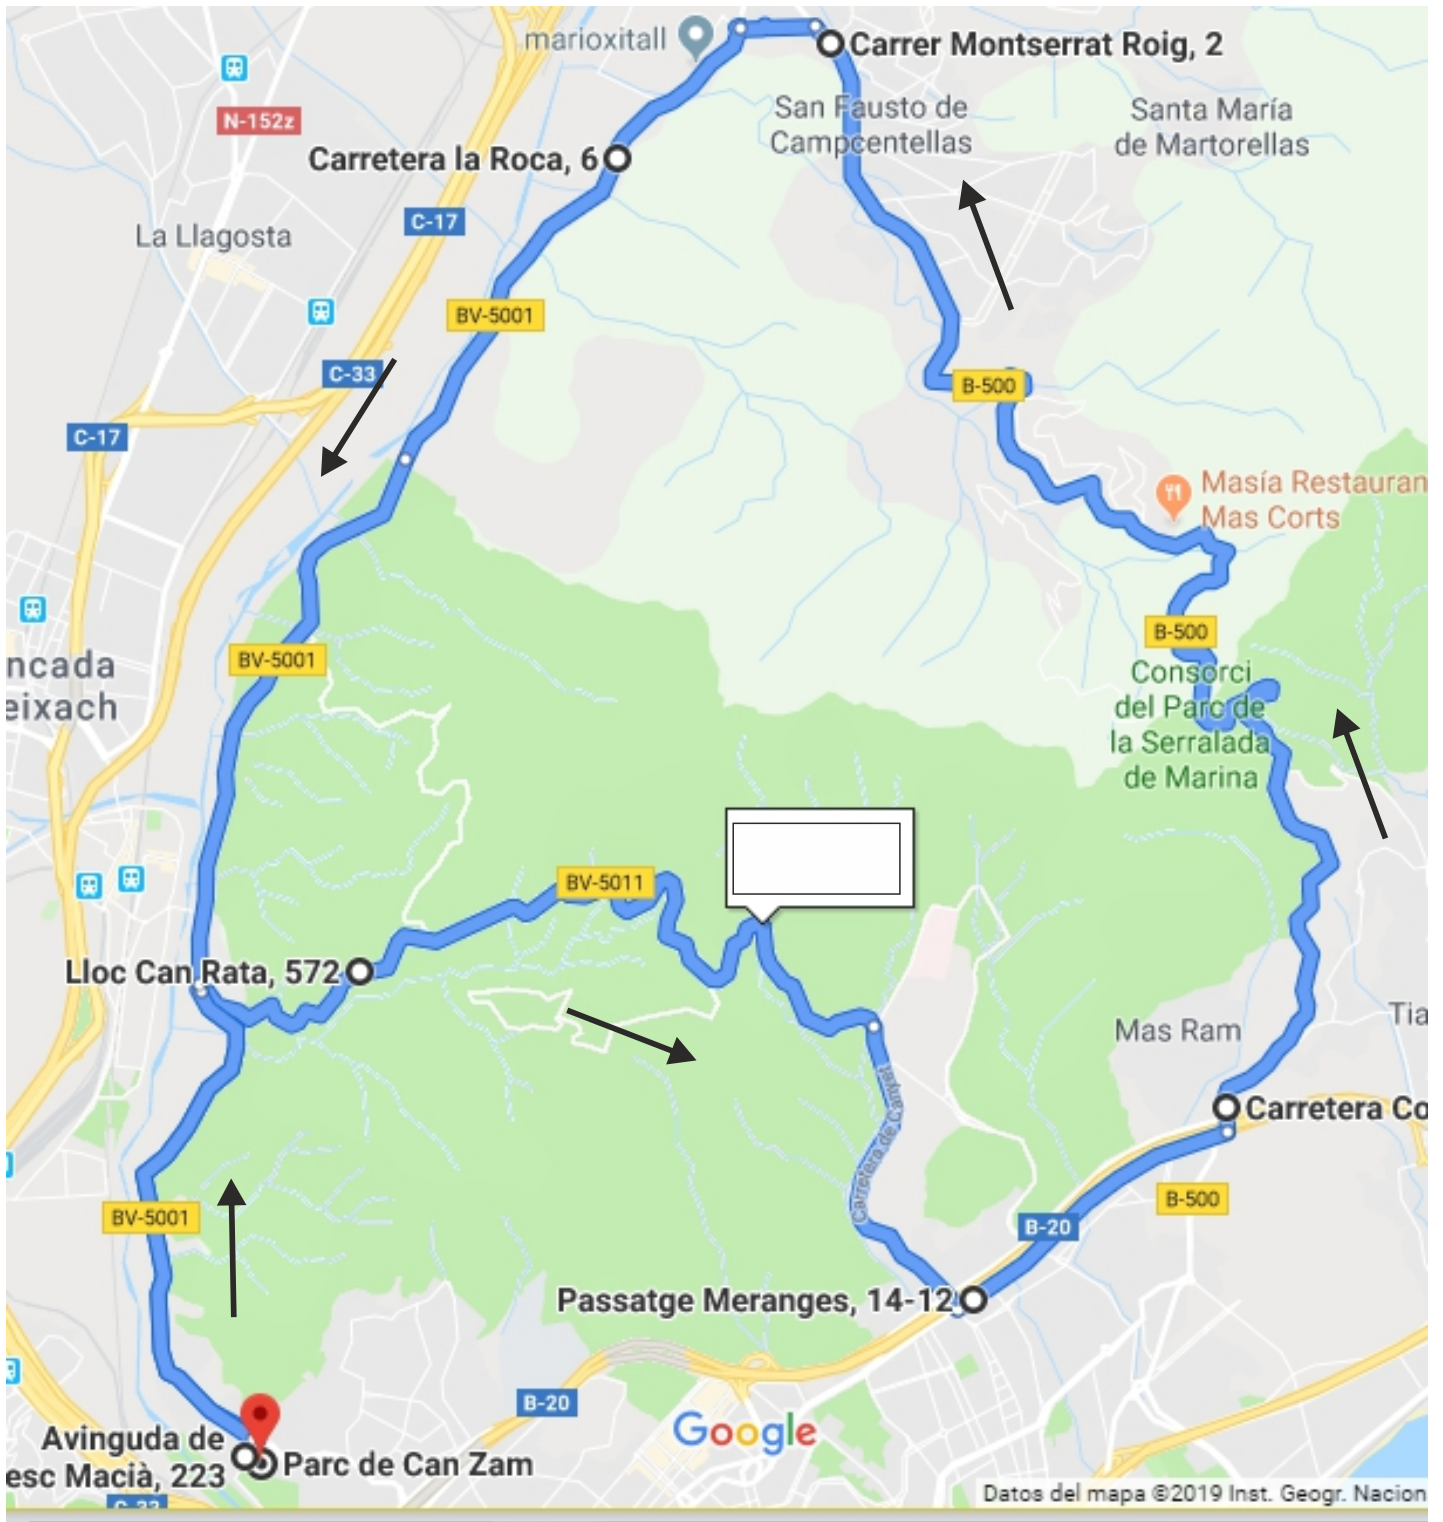 marioxitall
Carrer Montserrat Roig, 2
San Fausto de
Campcentellas
Santa María
de Martorellas
N-152z
Carretera la Roca, 6
C-17
La Llagosta
BV-5001
C-33
B-500
C-17
Masía Restauran
Mas Corts
B-500
ncada
eixach
BV-5001
Consorci
del Parc de
la Serralada
de Marina
BV-5011
Lloc Can Rata, 572
Mas Ram
Tia
Carretera de Canyet
Carretera Co
B-500
BV-5001
B-20
Passatge Meranges, 14-12
B-20
Google
Avinguda de
esc Macià, 223
Parc de Can Zam
C-33
Datos del mapa ©2019 Inst. Geogr. Nacion